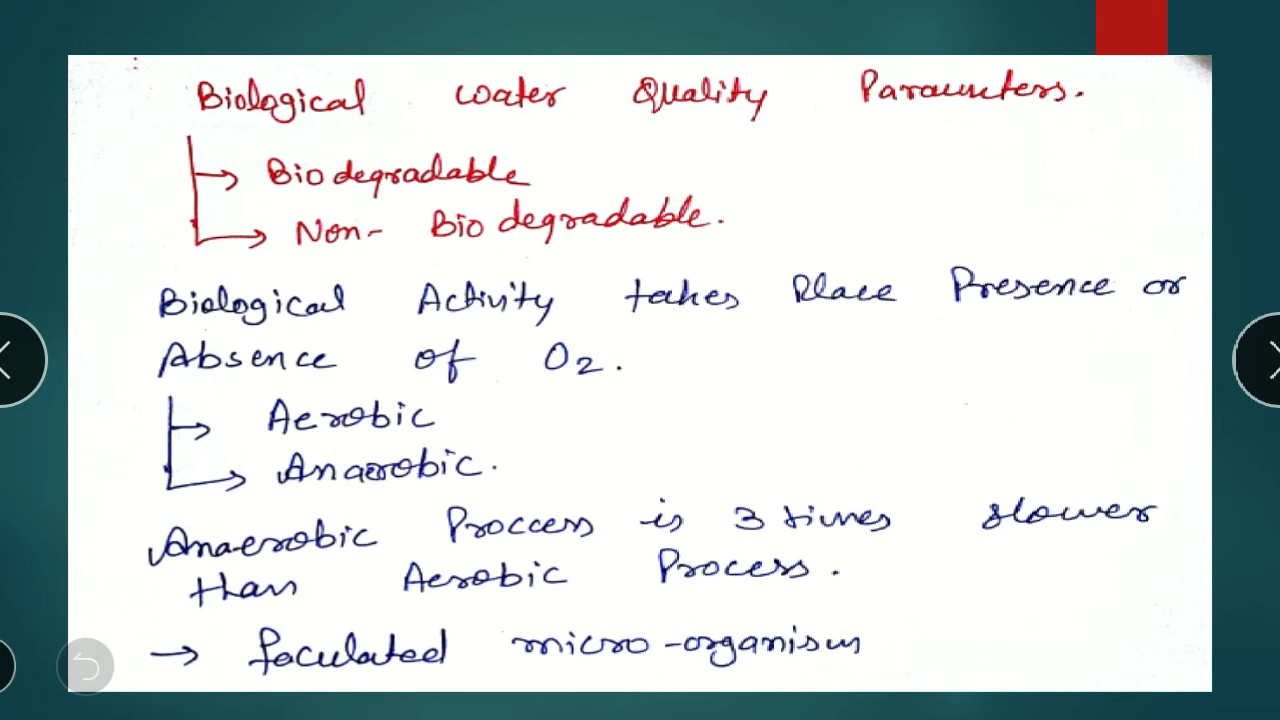 Biological water Quality Parameters.
→ Biodegradable
→ Non- Biodegradable.
Biological Activity takes Place Presence or
Absence of O2.
→ Aerobic
→ Anaerobic.
Anaerobic Proccess is 3 times slower
than Aerobic Process.
→ faculated micro-organism